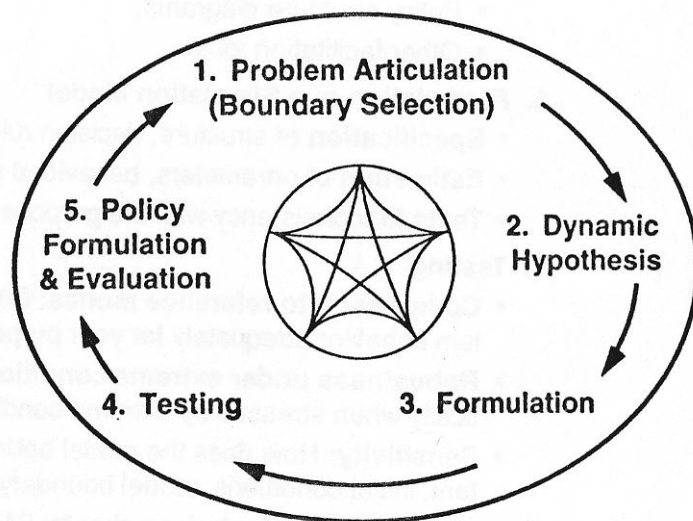 1. Problem Articulation
(Boundary Selection)
2. Dynamic
Hypothesis
3. Formulation
4. Testing
5. Policy
Formulation
& Evaluation